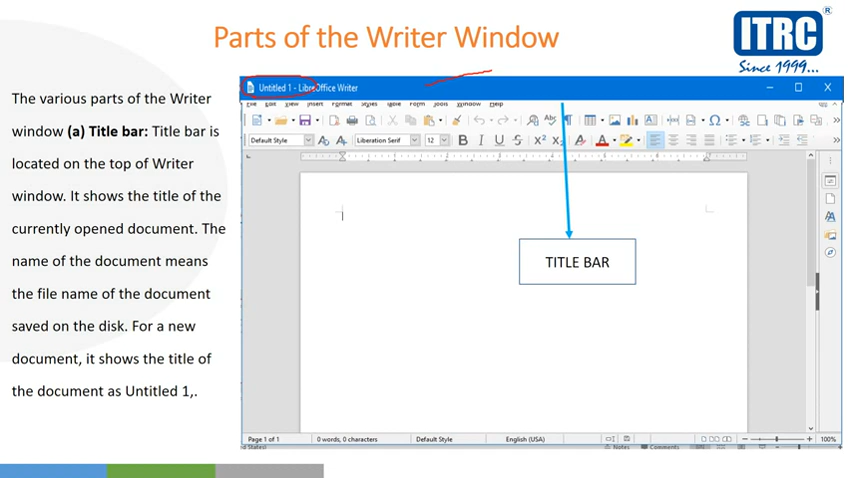 Parts of the Writer Window
ITRC
®
Since 1999...
The various parts of the Writer
window (a) Title bar: Title bar is
located on the top of Writer
window. It shows the title of the
currently opened document. The
name of the document means
the file name of the document
saved on the disk. For a new
document, it shows the title of
the document as Untitled 1,.
Untitled 1 - LibreOffice Writer
File Edit View Insert Format Styles Table Form Tools Window Help
Default Style Liberation Serif 12
TITLE BAR
Page 1 of 1 0 words, 0 characters Default Style English (USA) 100%
d States) Notes Comments